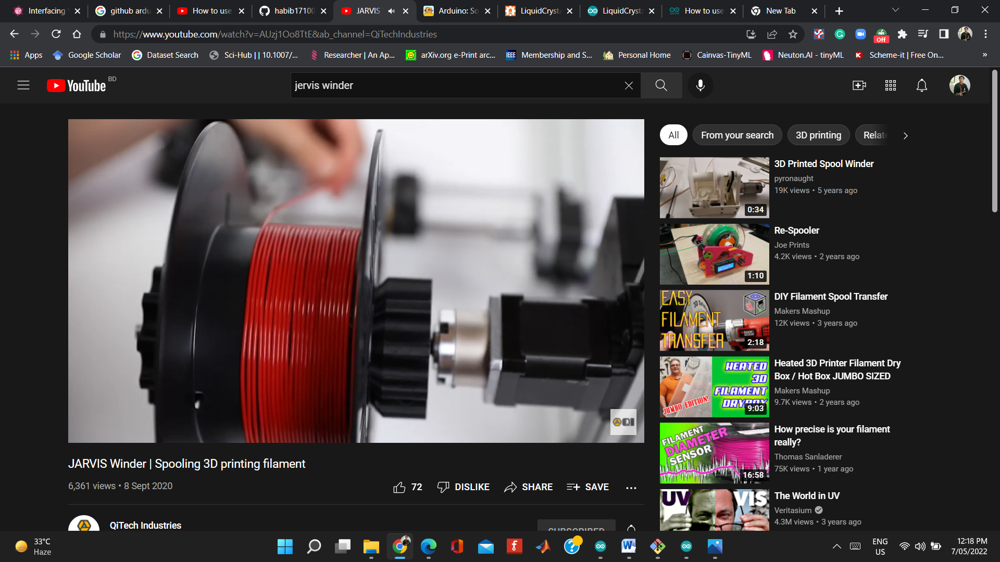 Interfacing
github ardu
How to use
habib17100
JARVIS
Arduino: So
LiquidCryst
LiquidCryst
How to use
New Tab
https://www.youtube.com/watch?v=AUzj1Oo8TtE&ab_channel=QiTechIndustries
Off
Apps
Google Scholar
Dataset Search
Sci-Hub | | 10.1007/...
Researcher | An Ap...
arXiv.org e-Print arc...
IEEE
Membership and S...
Personal Home
Cainvas-TinyML
Neuton.AI - tinyML
Scheme-it | Free On...
»
YouTube BD
jervis winder
All
From your search
3D printing
Relate
3D Printed Spool Winder
pyronaught
19K views • 5 years ago
0:34
Re-Spooler
Joe Prints
4.2K views • 2 years ago
1:10
EASY
FILAMENT
TRANSFER
2:18
DIY Filament Spool Transfer
Makers Mashup
12K views • 3 years ago
HEATED
3D
FILAMENT
DRYBOX
JUMBO EDITION!
9:03
Heated 3D Printer Filament Dry
Box / Hot Box JUMBO SIZED
Makers Mashup
9.7K views • 2 years ago
FILAMENT
DIAMETER
SENSOR
16:58
How precise is your filament
really?
Thomas Sanladerer
75K views • 1 year ago
UV
VIS
The World in UV
Veritasium
4.3M views • 3 years ago
QI
JARVIS Winder | Spooling 3D printing filament
6,361 views • 8 Sept 2020
72
DISLIKE
SHARE
SAVE
QiTech Industries
SUBSCRIBED
33°C
Haze
ENG
US
12:18 PM
7/05/2022